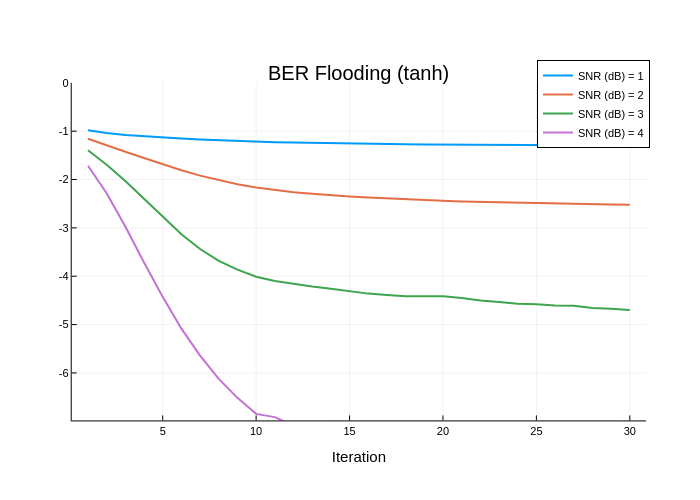 BER Flooding (tanh)
SNR (dB) = 1
SNR (dB) = 2
SNR (dB) = 3
SNR (dB) = 4
0
-1
-2
-3
-4
-5
-6
5 10 15 20 25 30
Iteration